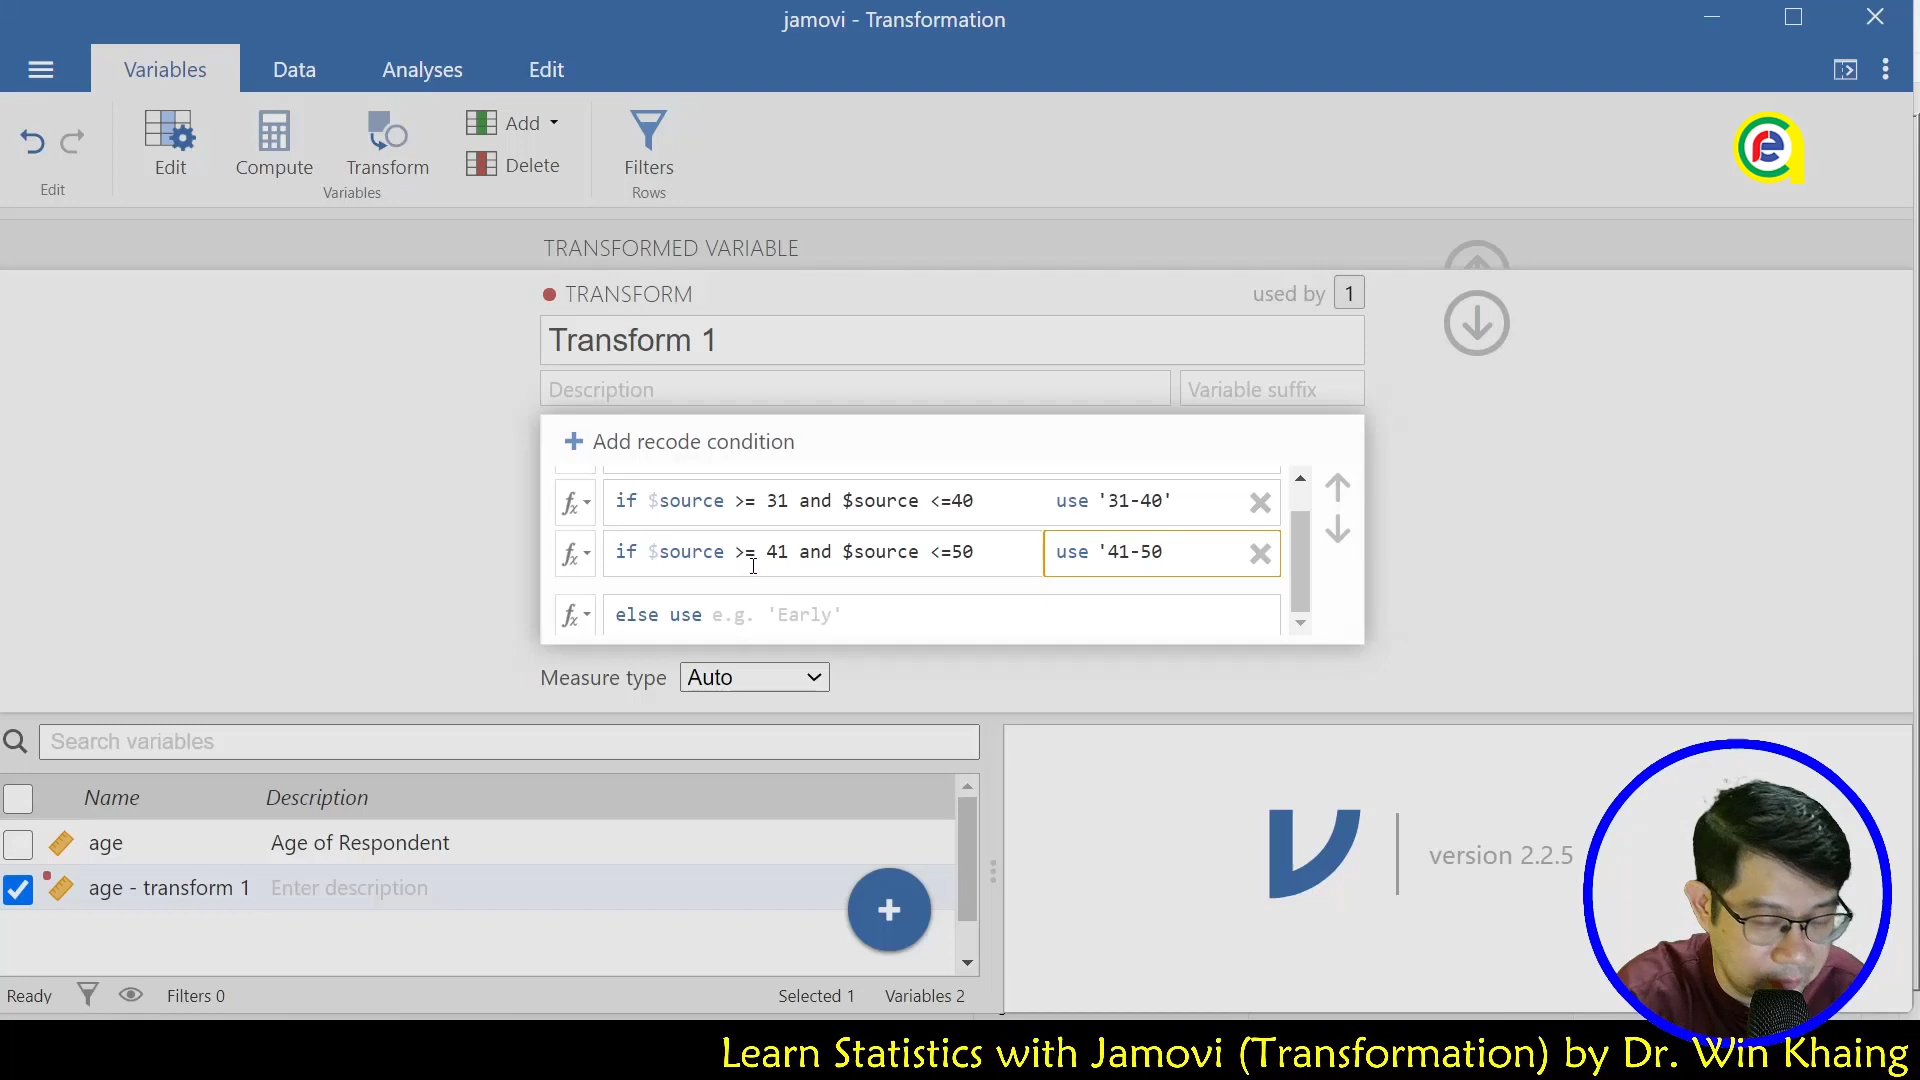 jamovi - Transformation
Variables
Data
Analyses
Edit
Edit
Compute
Transform
Add
Delete
Filters
Edit
Variables
Rows
TRANSFORMED VARIABLE
TRANSFORM
used by 1
Transform 1
Description
Variable suffix
+ Add recode condition
fx if $source >= 31 and $source <=40 use '31-40'
fx if $source >= 41 and $source <=50 use '41-50
fx else use e.g. 'Early'
Measure type Auto
Search variables
Name Description
age Age of Respondent
age - transform 1 Enter description
version 2.2.5
Ready Filters 0 Selected 1 Variables 2
Learn Statistics with Jamovi (Transformation) by Dr. Win Khaing